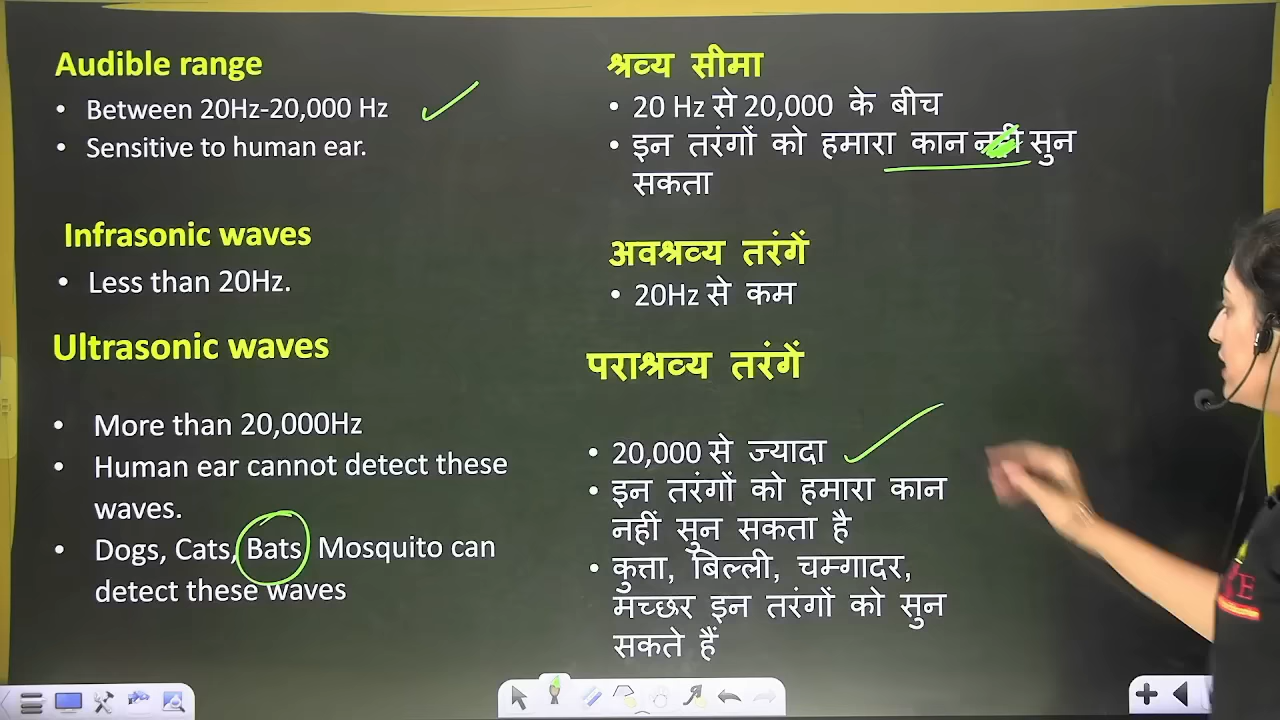 Audible range
• Between 20Hz-20,000 Hz
• Sensitive to human ear.
Infrasonic waves
• Less than 20Hz.
Ultrasonic waves
• More than 20,000Hz
• Human ear cannot detect these
waves.
• Dogs, Cats, Bats, Mosquito can
detect these waves
श्रव्य सीमा
• 20 Hz से 20,000 के बीच
• इन तरंगों को हमारा कान नहीं सुन
सकता
अवश्रव्य तरंगें
• 20Hz से कम
पराश्रव्य तरंगें
• 20,000 से ज्यादा
• इन तरंगों को हमारा कान
नहीं सुन सकता है
• कुत्ता, बिल्ली, चम्गादर,
मच्छर इन तरंगों को सुन
सकते हैं